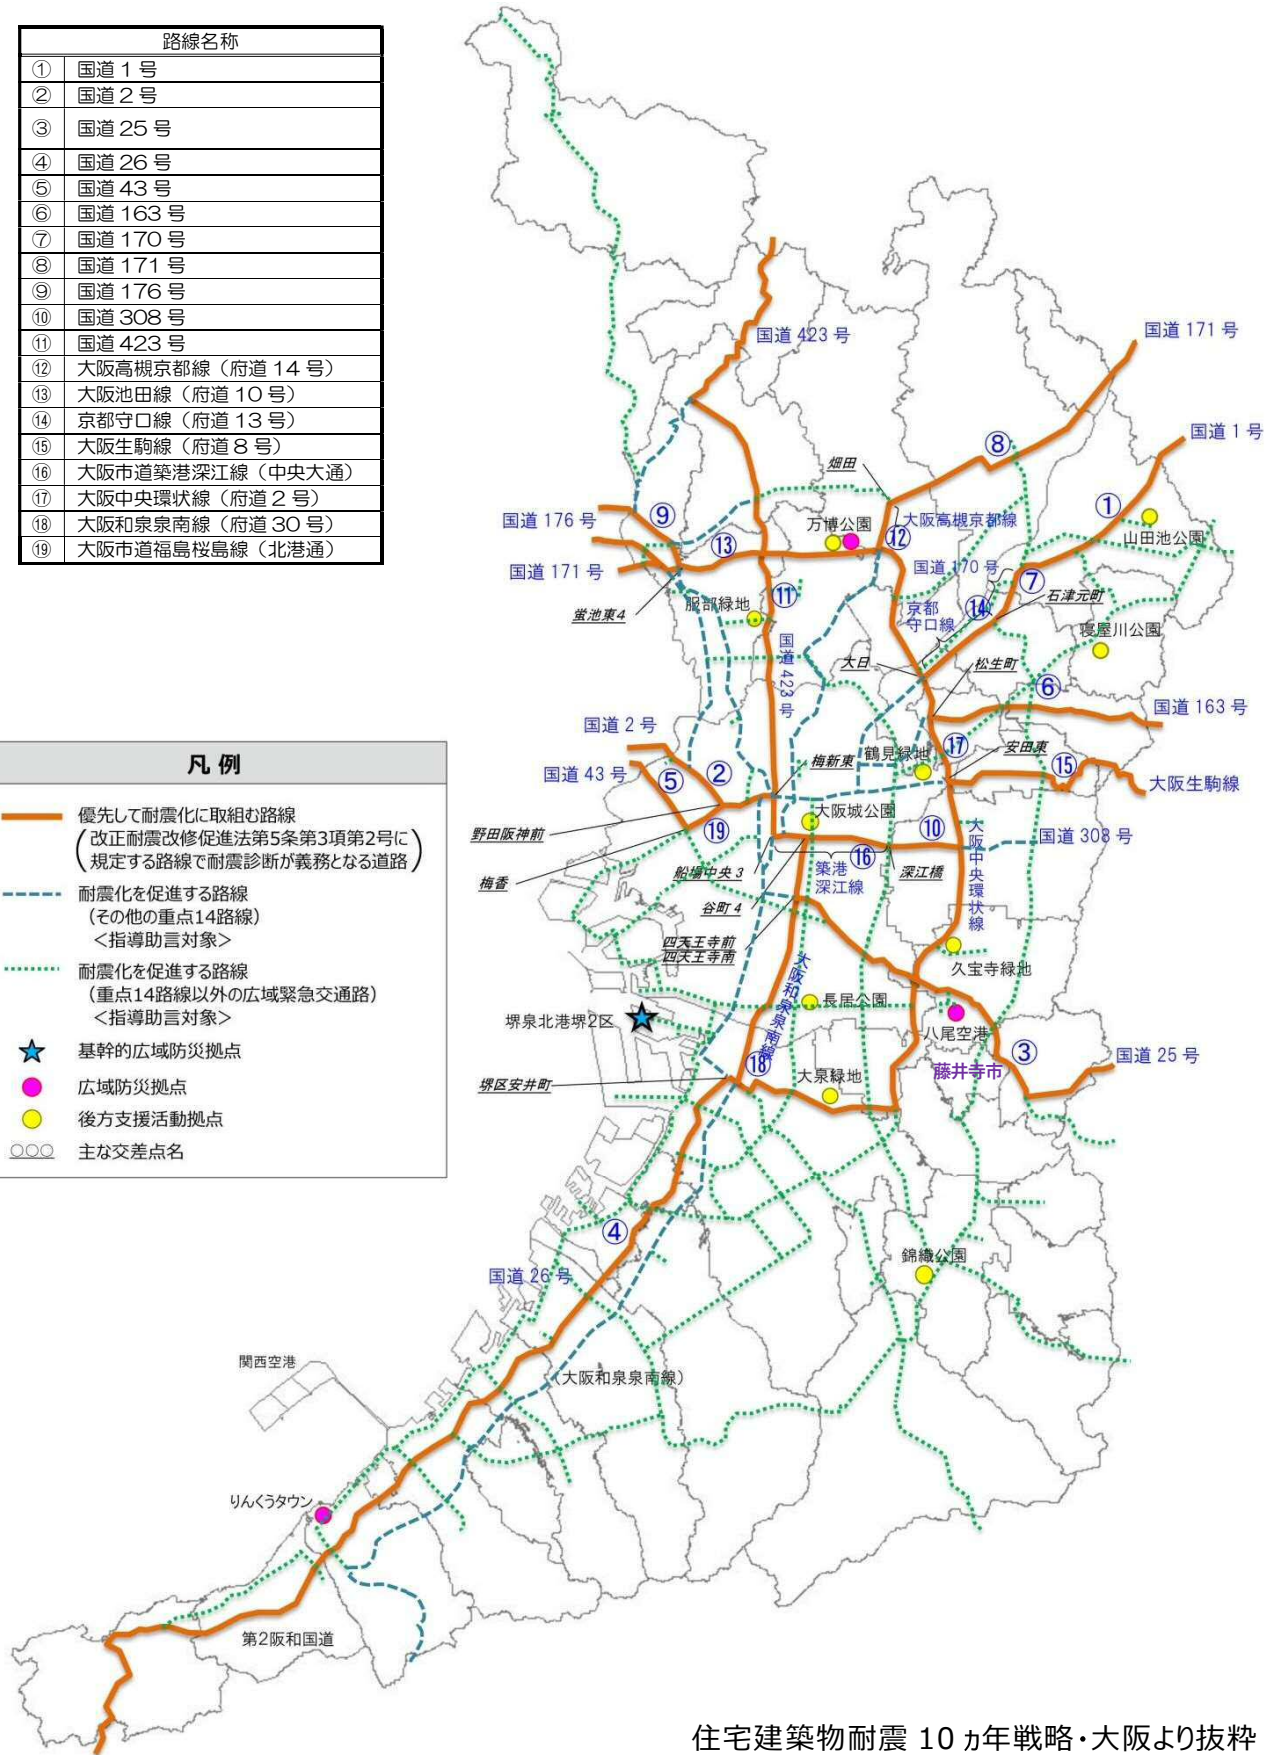 路線名称
① 国道1号
② 国道2号
③ 国道25号
④ 国道26号
⑤ 国道43号
⑥ 国道163号
⑦ 国道170号
⑧ 国道171号
⑨ 国道176号
⑩ 国道308号
⑪ 国道423号
⑫ 大阪高槻京都線（府道14号）
⑬ 大阪池田線（府道10号）
⑭ 京都守口線（府道13号）
⑮ 大阪生駒線（府道8号）
⑯ 大阪市道築港深江線（中央大通）
⑰ 大阪中央環状線（府道2号）
⑱ 大阪和泉泉南線（府道30号）
⑲ 大阪市道福島桜島線（北港通）
国道423号
国道171号
国道1号
⑧
畑田
①
国道176号
⑨
万博公園
大阪高槻京都線
山田池公園
⑬
⑫
国道171号
国道170号
⑦
蛍池東4
服部緑地
⑪
京都
守口線
⑭
石津元町
寝屋川公園
国道423号
大日
松生町
⑥
国道163号
国道2号
国道43号
⑤
②
梅新東
鶴見緑地
⑰
安田東
⑮
大阪生駒線
野田阪神前
⑲
大阪城公園
⑩
国道308号
梅香
船場中央3
築港
深江線
⑯
深江橋
大阪中央環状線
谷町4
四天王寺前
四天王寺南
大阪和泉泉南線
久宝寺緑地
長居公園
堺泉北港堺2区
八尾空港
③
国道25号
藤井寺市
堺区安井町
⑱
大泉緑地
④
国道26号
錦織公園
関西空港
（大阪和泉泉南線）
りんくうタウン
第2阪和国道
凡例
優先して耐震化に取組む路線
（改正耐震改修促進法第5条第3項第2号に
規定する路線で耐震診断が義務となる道路）
耐震化を促進する路線
（その他の重点14路線）
＜指導助言対象＞
耐震化を促進する路線
（重点14路線以外の広域緊急交通路）
＜指導助言対象＞
基幹的広域防災拠点
広域防災拠点
後方支援活動拠点
○○○ 主な交差点名
住宅建築物耐震10ヵ年戦略・大阪より抜粋